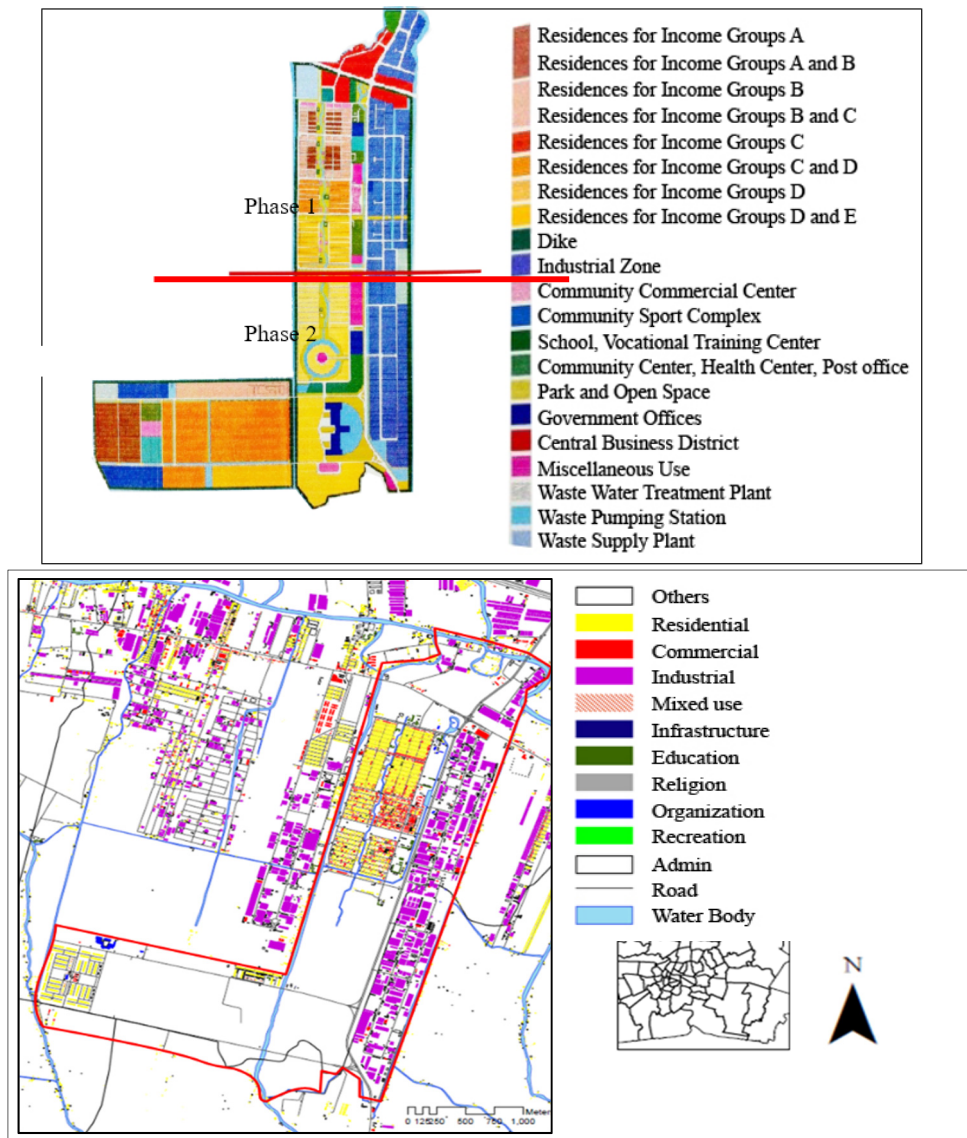 Residences for Income Groups A
Residences for Income Groups A and B
Residences for Income Groups B
Residences for Income Groups B and C
Residences for Income Groups C
Residences for Income Groups C and D
Residences for Income Groups D
Residences for Income Groups D and E
Dike
Industrial Zone
Community Commercial Center
Community Sport Complex
School, Vocational Training Center
Community Center, Health Center, Post office
Park and Open Space
Government Offices
Central Business District
Miscellaneous Use
Waste Water Treatment Plant
Waste Pumping Station
Waste Supply Plant
Phase 1
Phase 2
Others
Residential
Commercial
Industrial
Mixed use
Infrastructure
Education
Religion
Organization
Recreation
Admin
Road
Water Body
N
Meter
0 125250 500 750 1,000